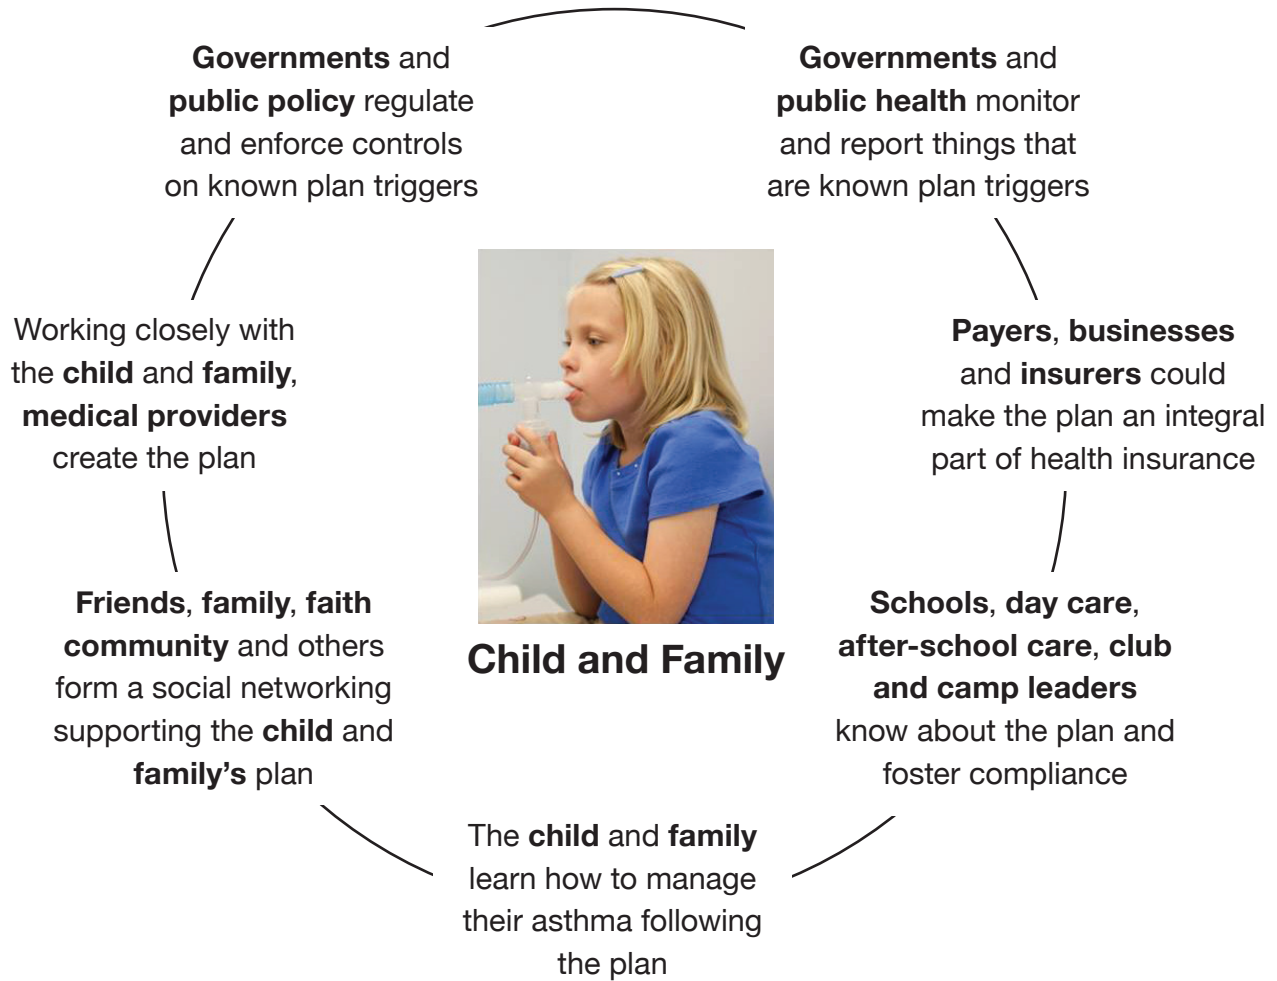 Governments and
public policy regulate
and enforce controls
on known plan triggers
Governments and
public health monitor
and report things that
are known plan triggers
Working closely with
the child and family,
medical providers
create the plan
Payers, businesses
and insurers could
make the plan an integral
part of health insurance
Friends, family, faith
community and others
form a social networking
supporting the child and
family’s plan
Child and Family
Schools, day care,
after-school care, club
and camp leaders
know about the plan and
foster compliance
The child and family
learn how to manage
their asthma following
the plan